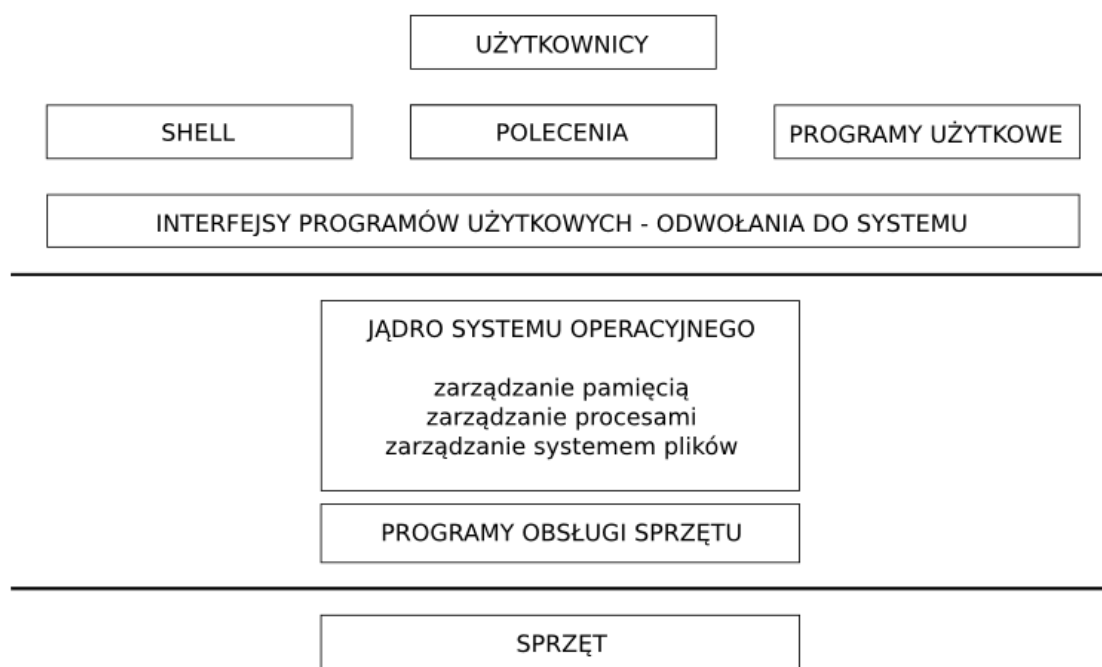 UŻYTKOWNICY
SHELL
POLECENIA
PROGRAMY UŻYTKOWE
INTERFEJSY PROGRAMÓW UŻYTKOWYCH - ODWOŁANIA DO SYSTEMU
JĄDRO SYSTEMU OPERACYJNEGO
zarządzanie pamięcią
zarządzanie procesami
zarządzanie systemem plików
PROGRAMY OBSŁUGI SPRZĘTU
SPRZĘT